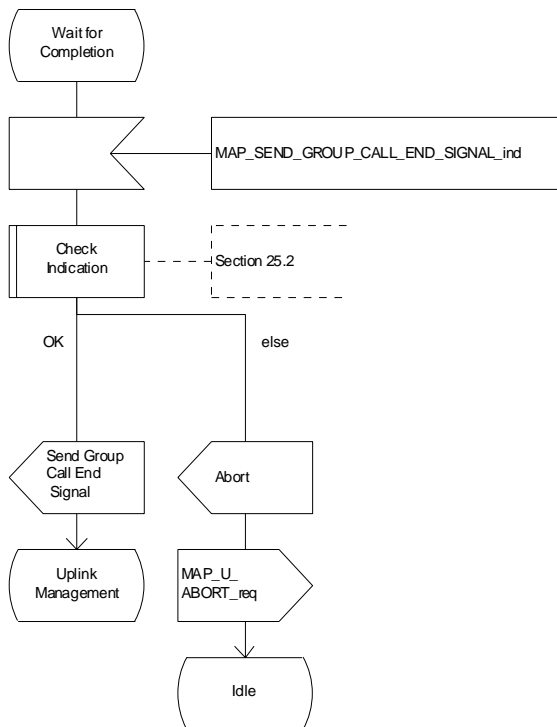 Wait for
Completion
MAP_SEND_GROUP_CALL_END_SIGNAL_ind
Check
Indication
Section 25.2
OK
else
Send Group
Call End
Signal
Abort
Uplink
Management
MAP_U_
ABORT_req
Idle